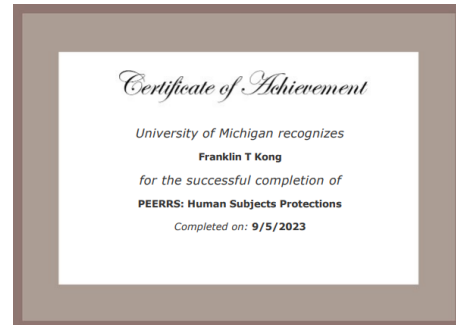 Certificate of Achievement
University of Michigan recognizes
Franklin T Kong
for the successful completion of
PEERRS: Human Subjects Protections
Completed on: 9/5/2023